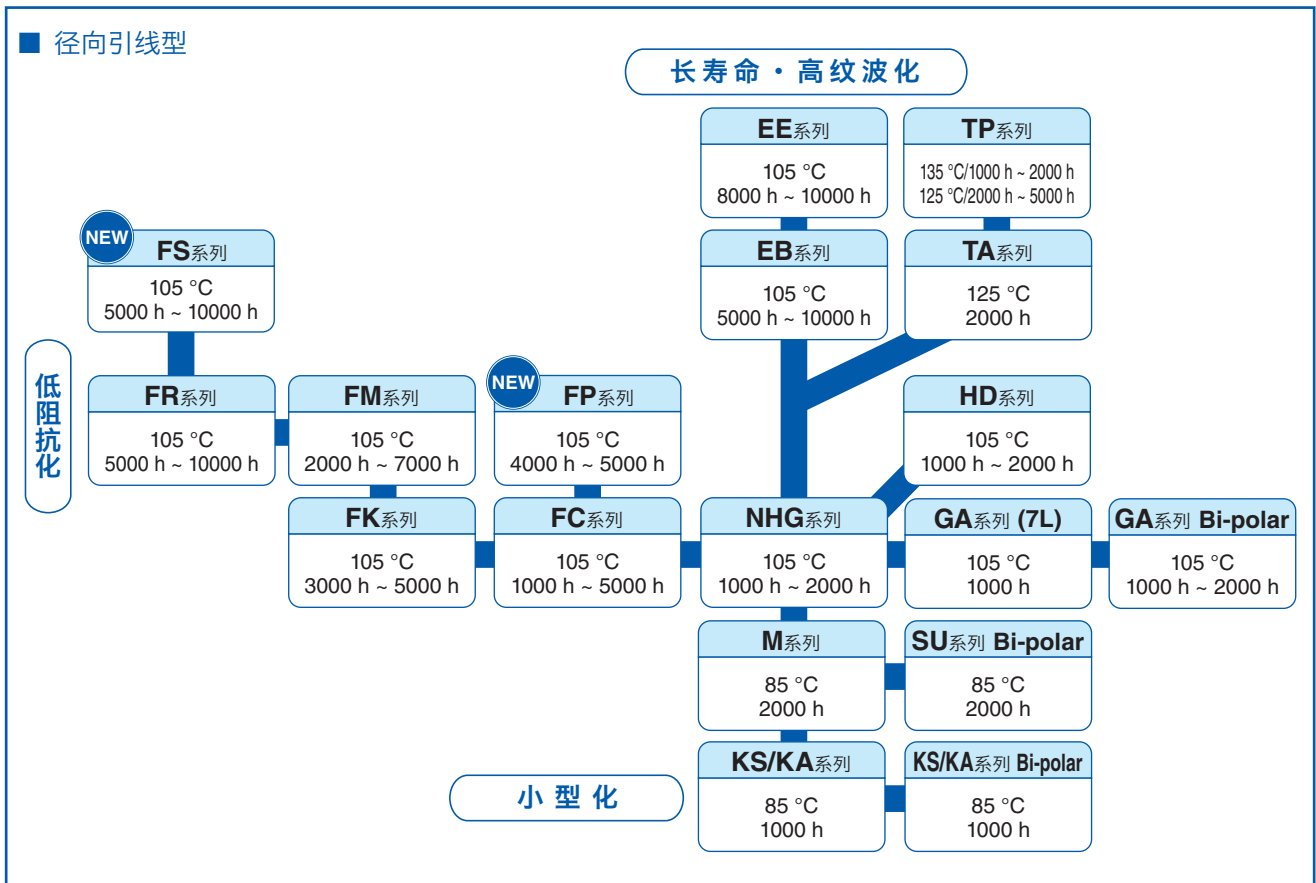 ■ 径向引线型
长寿命・高纹波化
EE系列
105 °C
8000 h ~ 10000 h
TP系列
135 °C/1000 h ~ 2000 h
125 °C/2000 h ~ 5000 h
NEW
FS系列
105 °C
5000 h ~ 10000 h
EB系列
105 °C
5000 h ~ 10000 h
TA系列
125 °C
2000 h
低阻抗化
FR系列
105 °C
5000 h ~ 10000 h
FM系列
105 °C
2000 h ~ 7000 h
NEW
FP系列
105 °C
4000 h ~ 5000 h
HD系列
105 °C
1000 h ~ 2000 h
FK系列
105 °C
3000 h ~ 5000 h
FC系列
105 °C
1000 h ~ 5000 h
NHG系列
105 °C
1000 h ~ 2000 h
GA系列 (7L)
105 °C
1000 h
GA系列 Bi-polar
105 °C
1000 h ~ 2000 h
M系列
85 °C
2000 h
SU系列 Bi-polar
85 °C
2000 h
小型化
KS/KA系列
85 °C
1000 h
KS/KA系列 Bi-polar
85 °C
1000 h